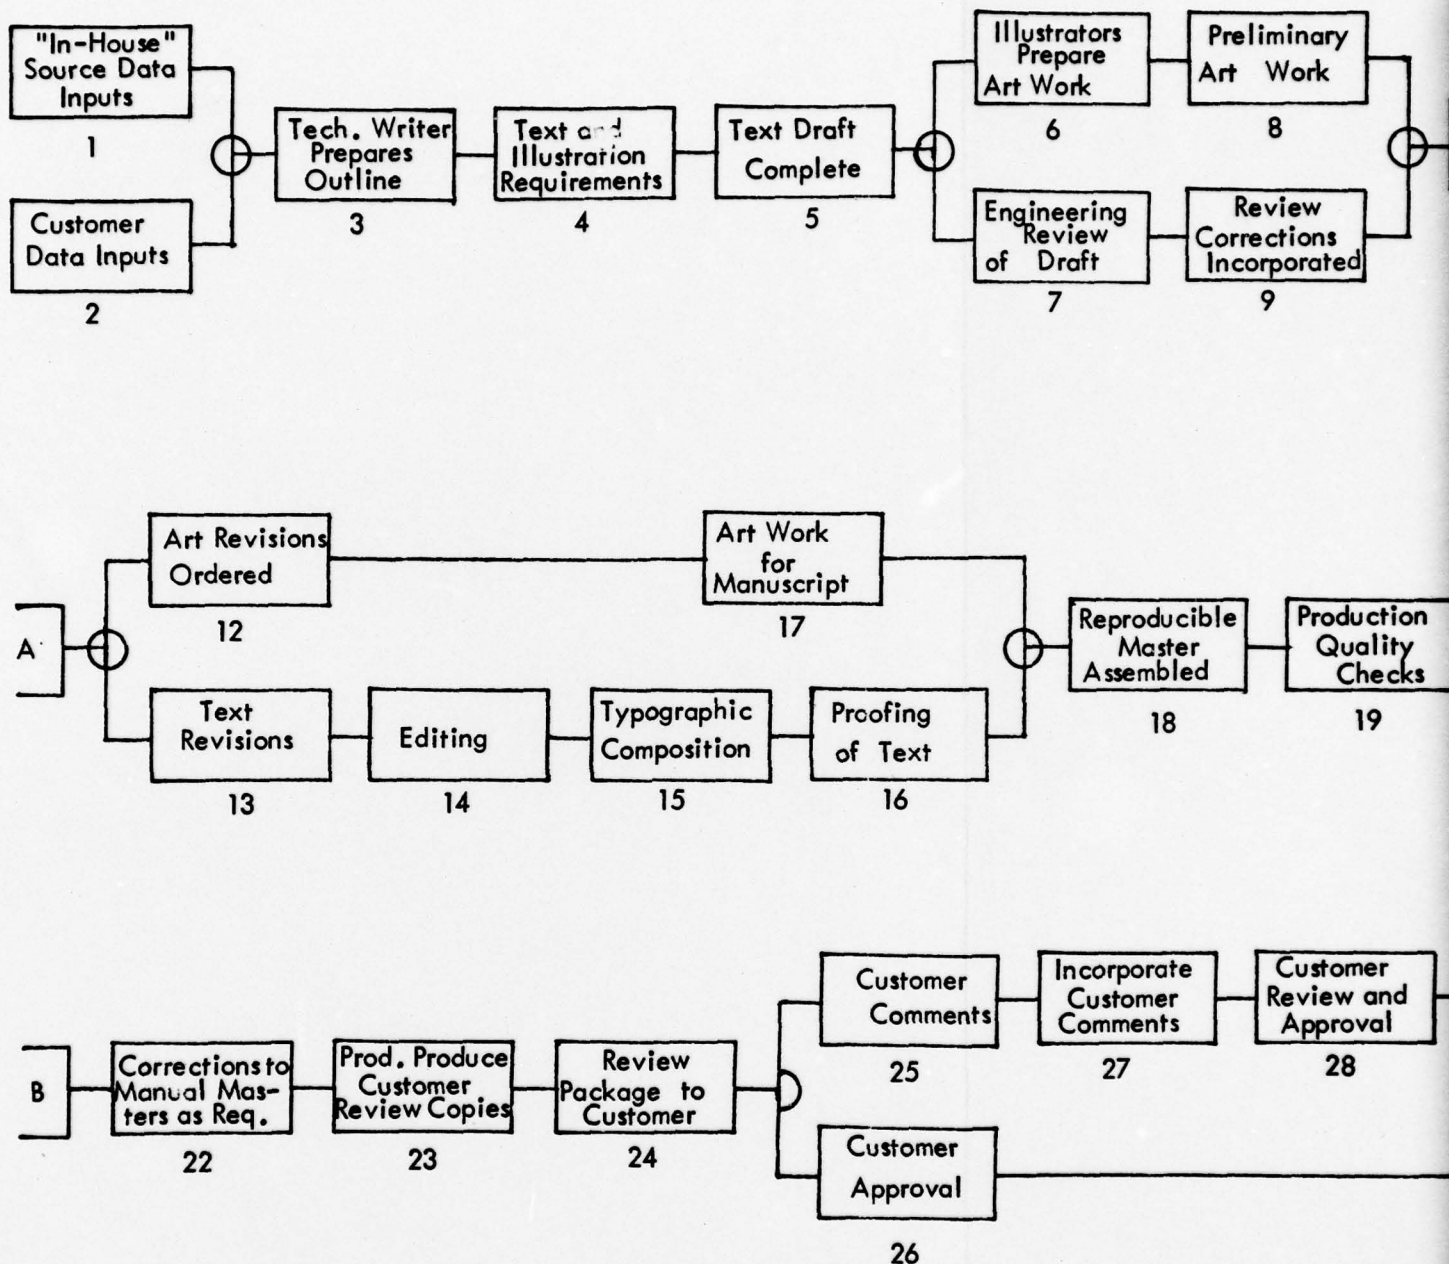 "In-House"
Source Data
Inputs
1
Customer
Data Inputs
2
Tech. Writer
Prepares
Outline
3
Text and
Illustration
Requirements
4
Text Draft
Complete
5
Illustrators
Prepare
Art Work
6
Engineering
Review
of Draft
7
Preliminary
Art Work
8
Review
Corrections
Incorporated
9
A
Art Revisions
Ordered
12
Text
Revisions
13
Editing
14
Typographic
Composition
15
Proofing
of Text
16
Art Work
for
Manuscript
17
Reproducible
Master
Assembled
18
Production
Quality
Checks
19
B
Corrections to
Manual Mas-
ters as Req.
22
Prod. Produce
Customer
Review Copies
23
Review
Package to
Customer
24
Customer
Comments
25
Customer
Approval
26
Incorporate
Customer
Comments
27
Customer
Review and
Approval
28